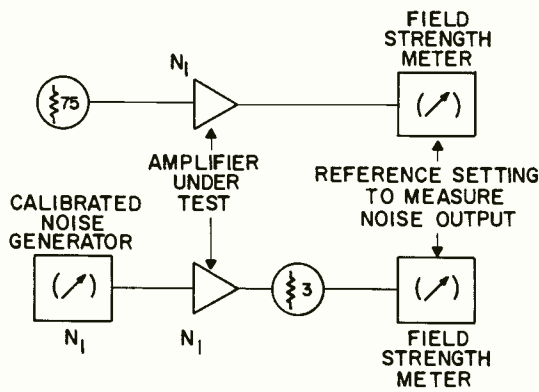 FIELD
STRENGTH
METER
N1
75
AMPLIFIER
UNDER
TEST
REFERENCE SETTING
TO MEASURE
NOISE OUTPUT
CALIBRATED
NOISE
GENERATOR
3
N1
N1
FIELD
STRENGTH
METER